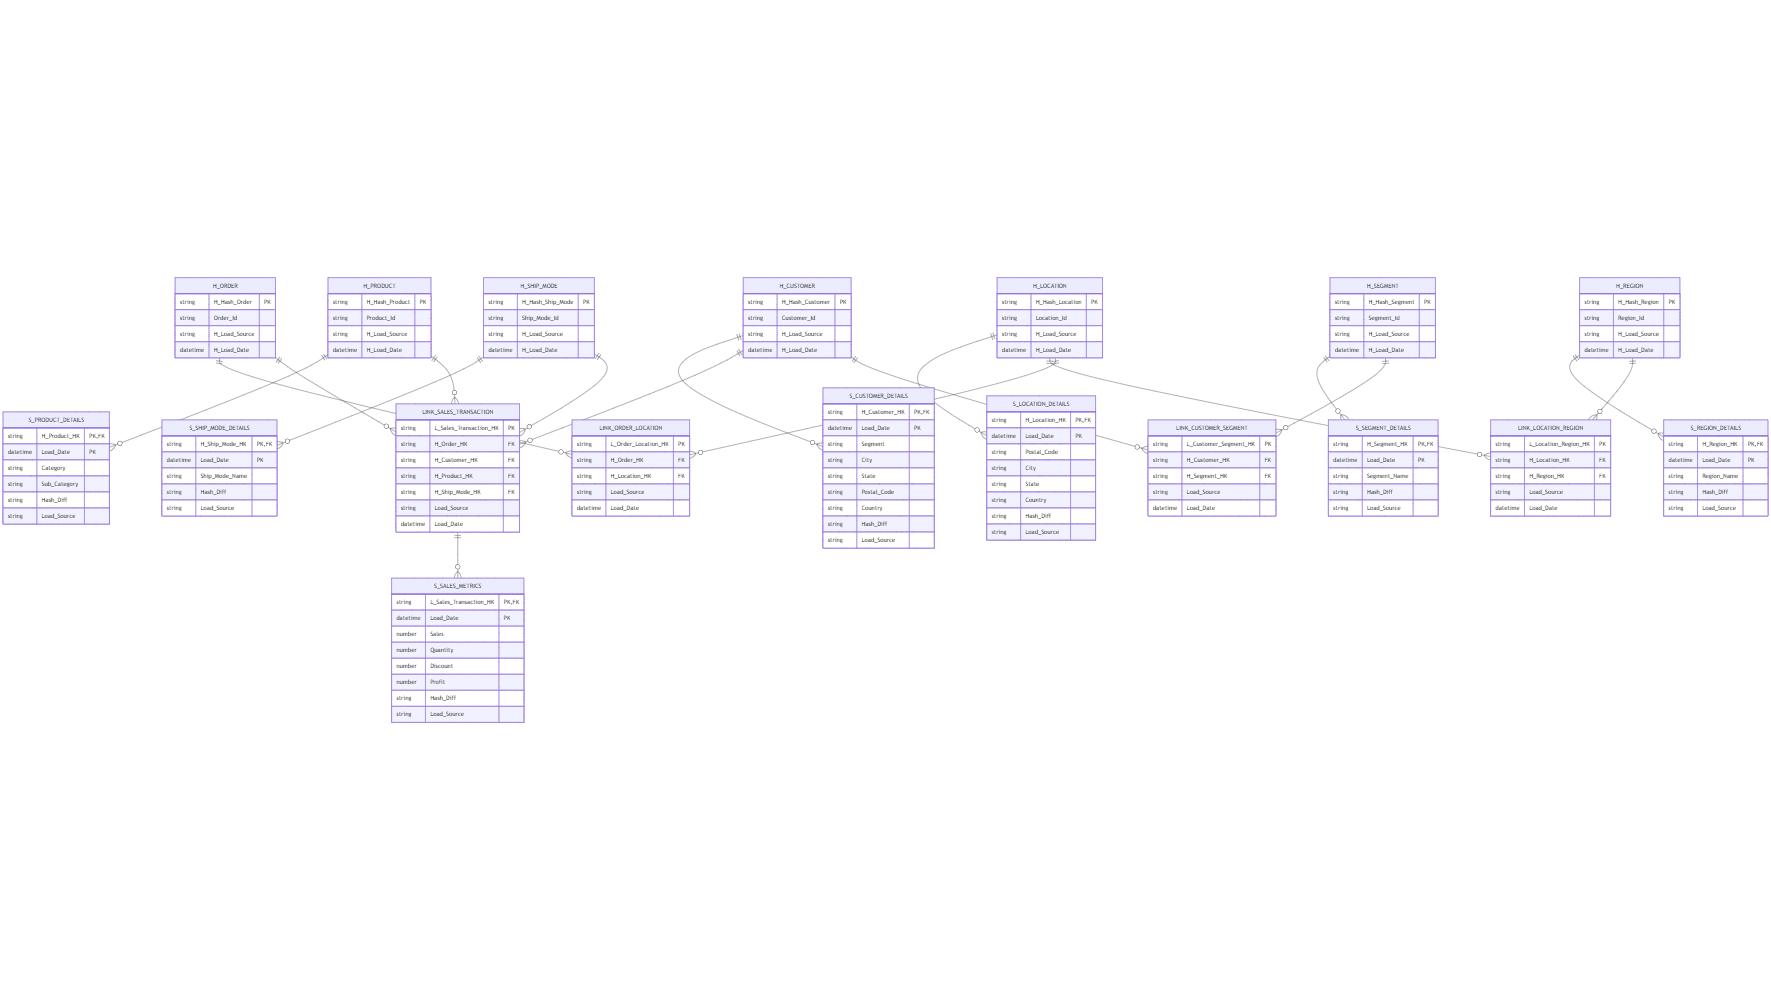 H_ORDER
string H_Hash_Order PK
string Order_Id
string H_Load_Source
datetime H_Load_Date
H_PRODUCT
string H_Hash_Product PK
string Product_Id
string H_Load_Source
datetime H_Load_Date
H_SHIP_MODE
string H_Hash_Ship_Mode PK
string Ship_Mode_Id
string H_Load_Source
datetime H_Load_Date
H_CUSTOMER
string H_Hash_Customer PK
string Customer_Id
string H_Load_Source
datetime H_Load_Date
H_LOCATION
string H_Hash_Location PK
string Location_Id
string H_Load_Source
datetime H_Load_Date
H_SEGMENT
string H_Hash_Segment PK
string Segment_Id
string H_Load_Source
datetime H_Load_Date
H_REGION
string H_Hash_Region PK
string Region_Id
string H_Load_Source
datetime H_Load_Date
S_PRODUCT_DETAILS
string H_Product_HK PK,FK
datetime Load_Date PK
string Category
string Sub_Category
string Hash_Diff
string Load_Source
S_SHIP_MODE_DETAILS
string H_Ship_Mode_HK PK,FK
datetime Load_Date PK
string Ship_Mode_Name
string Hash_Diff
string Load_Source
LINK_SALES_TRANSACTION
string L_Sales_Transaction_HK PK
string H_Order_HK FK
string H_Customer_HK FK
string H_Product_HK FK
string H_Ship_Mode_HK FK
string Load_Source
datetime Load_Date
LINK_ORDER_LOCATION
string L_Order_Location_HK PK
string H_Order_HK FK
string H_Location_HK FK
string Load_Source
datetime Load_Date
S_CUSTOMER_DETAILS
string H_Customer_HK PK,FK
datetime Load_Date PK
string Segment
string City
string State
string Postal_Code
string Country
string Hash_Diff
string Load_Source
S_LOCATION_DETAILS
string H_Location_HK PK,FK
datetime Load_Date PK
string Postal_Code
string City
string State
string Country
string Hash_Diff
string Load_Source
LINK_CUSTOMER_SEGMENT
string L_Customer_Segment_HK PK
string H_Customer_HK FK
string H_Segment_HK FK
string Load_Source
datetime Load_Date
S_SEGMENT_DETAILS
string H_Segment_HK PK,FK
datetime Load_Date PK
string Segment_Name
string Hash_Diff
string Load_Source
LINK_LOCATION_REGION
string L_Location_Region_HK PK
string H_Location_HK FK
string H_Region_HK FK
string Load_Source
datetime Load_Date
S_REGION_DETAILS
string H_Region_HK PK,FK
datetime Load_Date PK
string Region_Name
string Hash_Diff
string Load_Source
S_SALES_METRICS
string L_Sales_Transaction_HK PK,FK
datetime Load_Date PK
number Sales
number Quantity
number Discount
number Profit
string Hash_Diff
string Load_Source